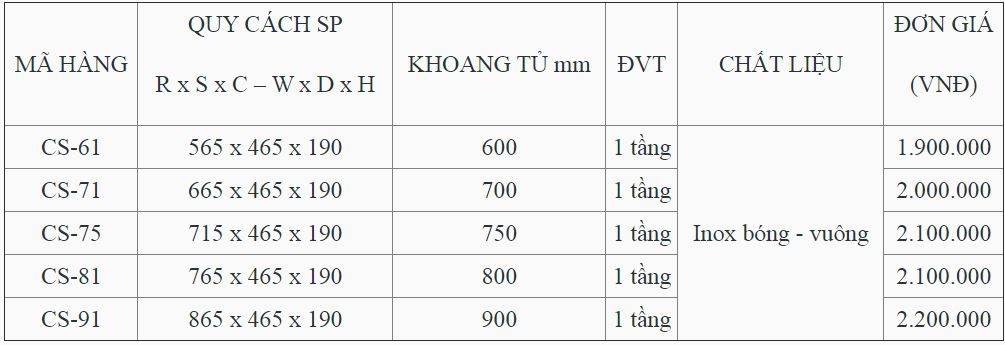 MÃ HÀNG QUY CÁCH SP R x S x C – W x D x H KHOANG TỦ mm ĐVT CHẤT LIỆU ĐƠN GIÁ (VNĐ)
CS-61 565 x 465 x 190 600 1 tầng 1.900.000
CS-71 665 x 465 x 190 700 1 tầng 2.000.000
CS-75 715 x 465 x 190 750 1 tầng Inox bóng - vuông 2.100.000
CS-81 765 x 465 x 190 800 1 tầng 2.100.000
CS-91 865 x 465 x 190 900 1 tầng 2.200.000